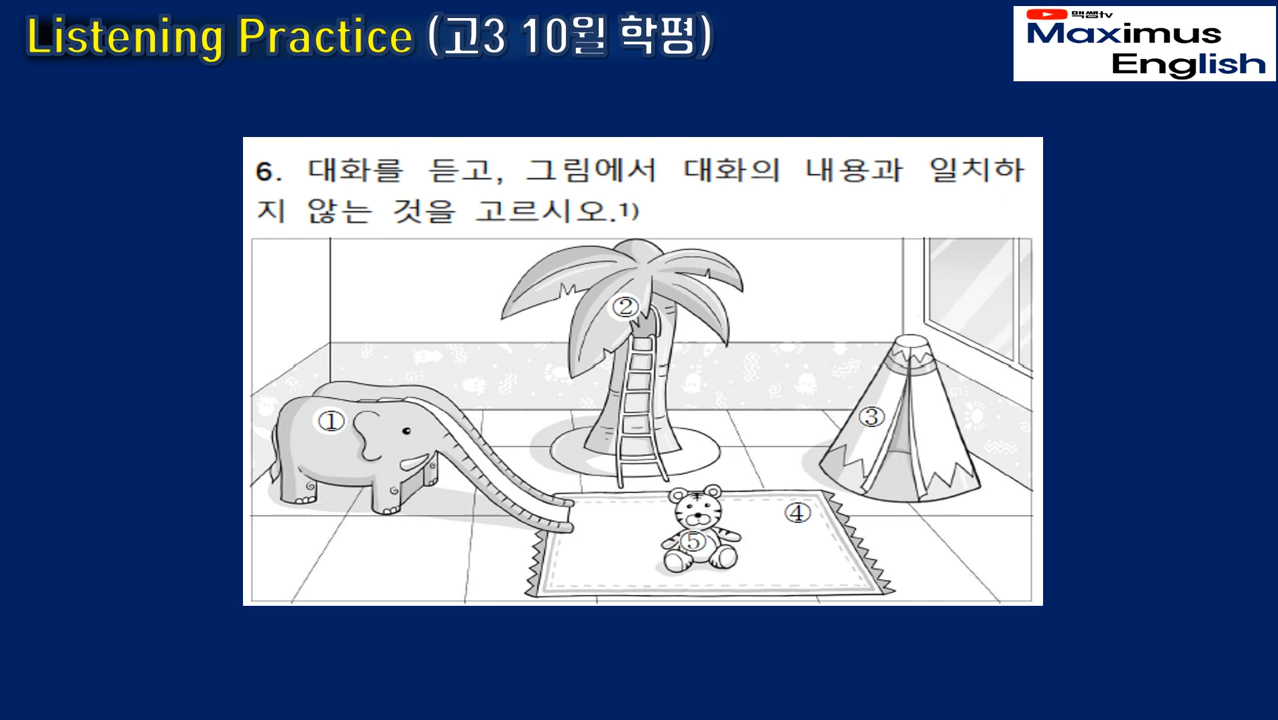 Listening Practice (고3 10월 학평)
맥쌤tv
Maximus
English
6. 대화를 듣고, 그림에서 대화의 내용과 일치하
지 않는 것을 고르시오.1)
②
③
①
④
⑤